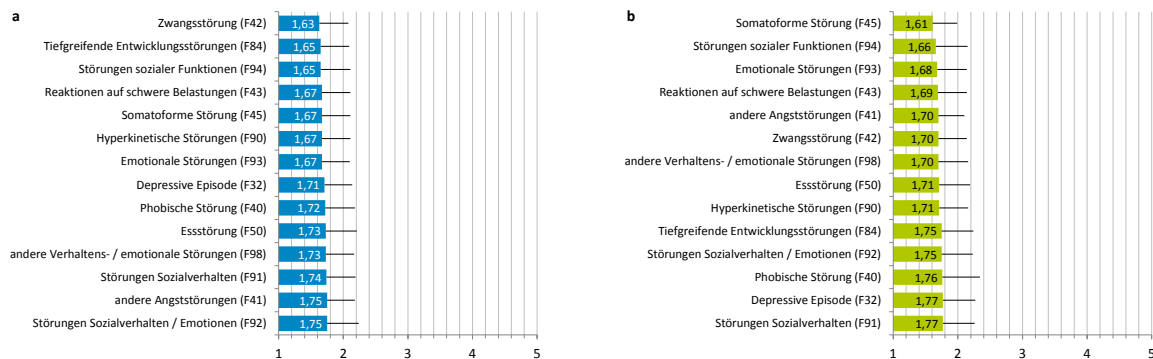 a
Zwangsstörung (F42) 1,63
Tiefgreifende Entwicklungsstörungen (F84) 1,65
Störungen sozialer Funktionen (F94) 1,65
Reaktionen auf schwere Belastungen (F43) 1,67
Somatoforme Störung (F45) 1,67
Hyperkinetische Störungen (F90) 1,67
Emotionale Störungen (F93) 1,67
Depressive Episode (F32) 1,71
Phobische Störung (F40) 1,72
Essstörung (F50) 1,73
andere Verhaltens- / emotionale Störungen (F98) 1,73
Störungen Sozialverhalten (F91) 1,74
andere Angststörungen (F41) 1,75
Störungen Sozialverhalten / Emotionen (F92) 1,75
1 2 3 4 5
b
Somatoforme Störung (F45) 1,61
Störungen sozialer Funktionen (F94) 1,66
Emotionale Störungen (F93) 1,68
Reaktionen auf schwere Belastungen (F43) 1,69
andere Angststörungen (F41) 1,70
Zwangsstörung (F42) 1,70
andere Verhaltens- / emotionale Störungen (F98) 1,70
Essstörung (F50) 1,71
Hyperkinetische Störungen (F90) 1,71
Tiefgreifende Entwicklungsstörungen (F84) 1,75
Störungen Sozialverhalten / Emotionen (F92) 1,75
Phobische Störung (F40) 1,76
Depressive Episode (F32) 1,77
Störungen Sozialverhalten (F91) 1,77
1 2 3 4 5